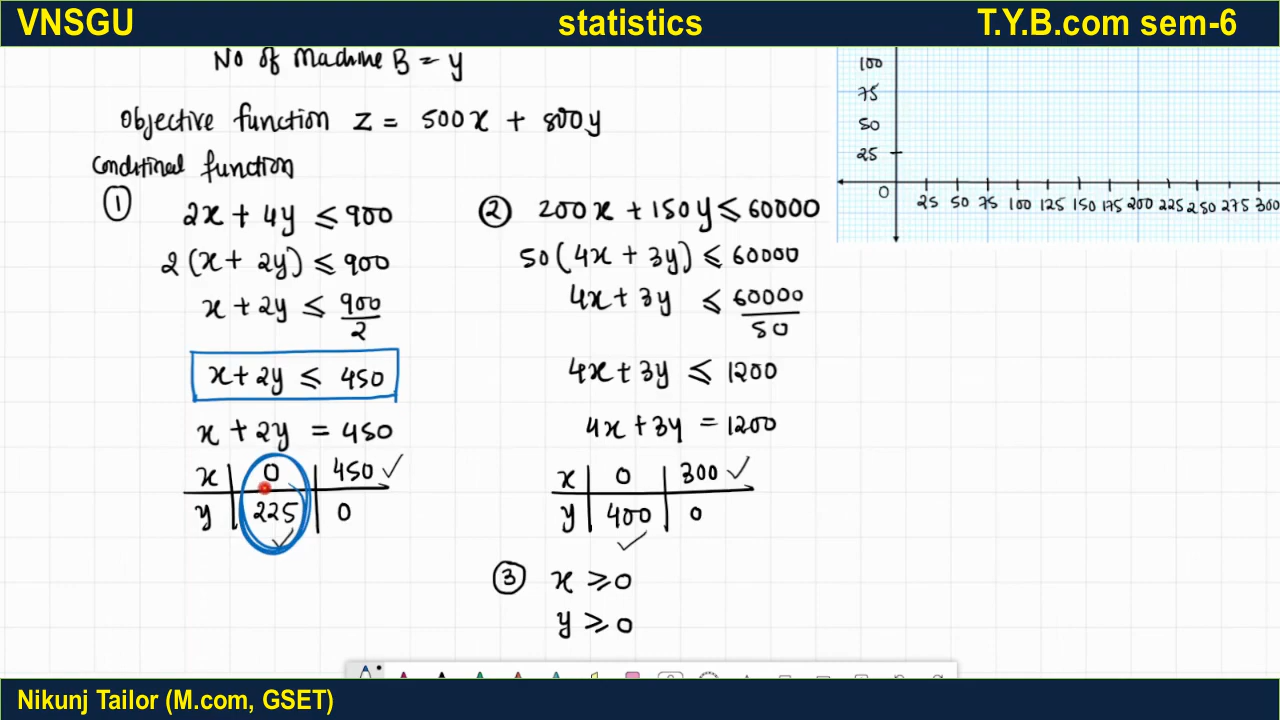 VNSGU statistics T.Y.B.com sem-6
No of Machine B = y
Objective function Z = 500x + 800y
Conditinal function
① 2x + 4y ≤ 900
2(x + 2y) ≤ 900
x + 2y ≤ 900/2
x + 2y ≤ 450
x + 2y = 450
x | 0 | 450 ✓
y | 225 ✓ | 0
② 200x + 150y ≤ 60000
50(4x + 3y) ≤ 60000
4x + 3y ≤ 60000/50
4x + 3y ≤ 1200
4x + 3y = 1200
x | 0 | 300 ✓
y | 400 ✓ | 0
③ x ≥ 0
y ≥ 0
100
75
50
25
0 25 50 75 100 125 150 175 200 225 250 275 300
Nikunj Tailor (M.com, GSET)